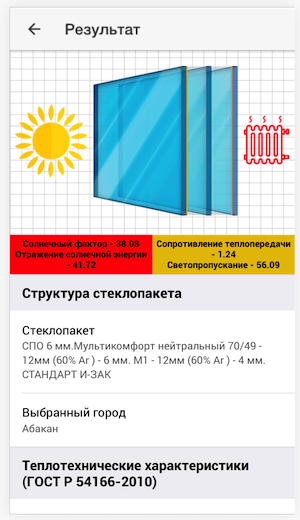 Результат
Солнечный фактор - 38.08
Отражение солнечной энергии
- 41.72
Сопротивление теплопередачи
- 1.24
Светопропускание - 56.09
Структура стеклопакета
Стеклопакет
СПО 6 мм.Мультикомфорт нейтральный 70/49 -
12мм (60% Ar ) - 6 мм. М1 - 12мм (60% Ar ) - 4 мм.
СТАНДАРТ И-ЗАК
Выбранный город
Абакан
Теплотехнические характеристики
(ГОСТ Р 54166-2010)